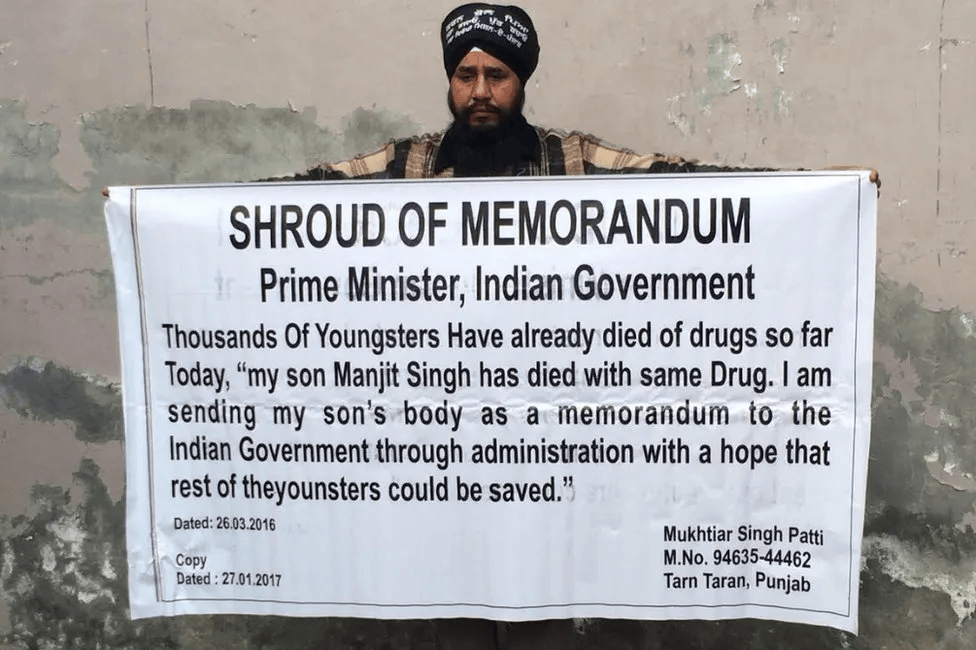 SHROUD OF MEMORANDUM
Prime Minister, Indian Government
Thousands Of Youngsters Have already died of drugs so far
Today, “my son Manjit Singh has died with same Drug. I am
sending my son’s body as a memorandum to the
Indian Government through administration with a hope that
rest of theyounsters could be saved.”
Dated: 26.03.2016
Copy
Dated : 27.01.2017
Mukhtiar Singh Patti
M.No. 94635-44462
Tarn Taran, Punjab